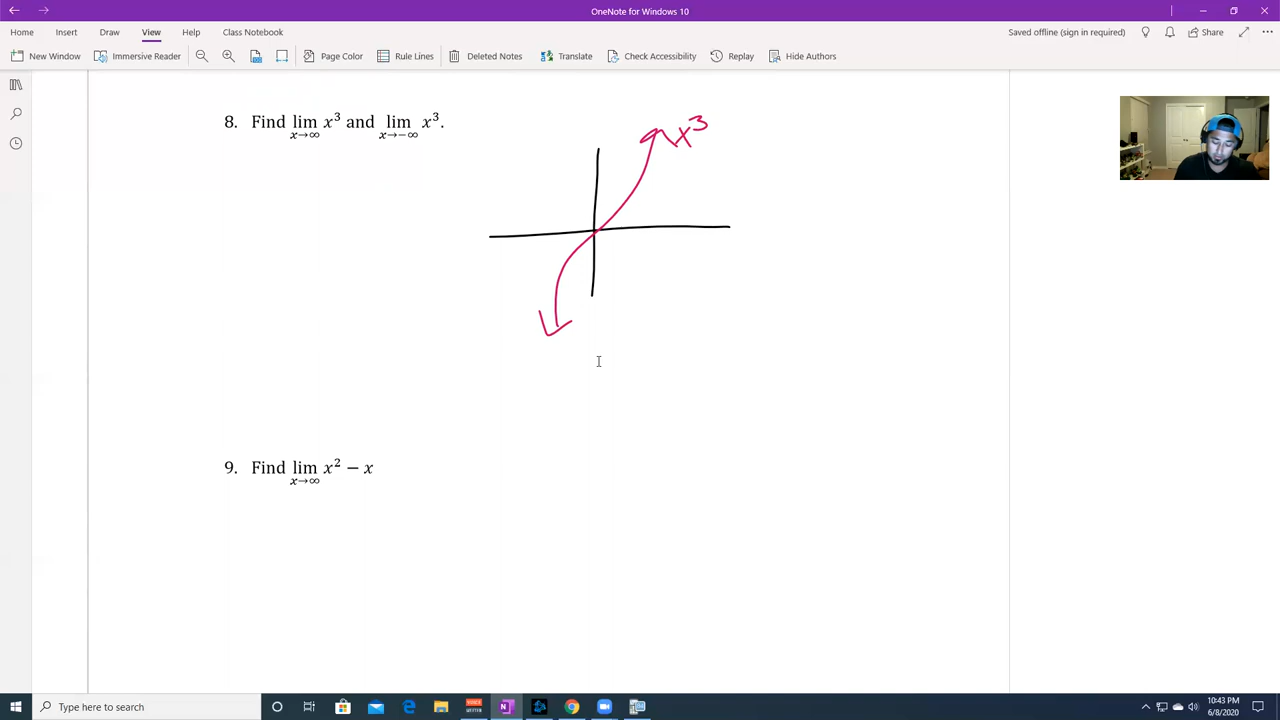 OneNote for Windows 10
Home Insert Draw View Help Class Notebook Saved offline (sign in required) Share
New Window Immersive Reader Page Color Rule Lines Deleted Notes Translate Check Accessibility Replay Hide Authors
8. Find lim x→∞ x³ and lim x→−∞ x³.
x³
9. Find lim x→∞ x² − x
Type here to search
10:43 PM
6/8/2020